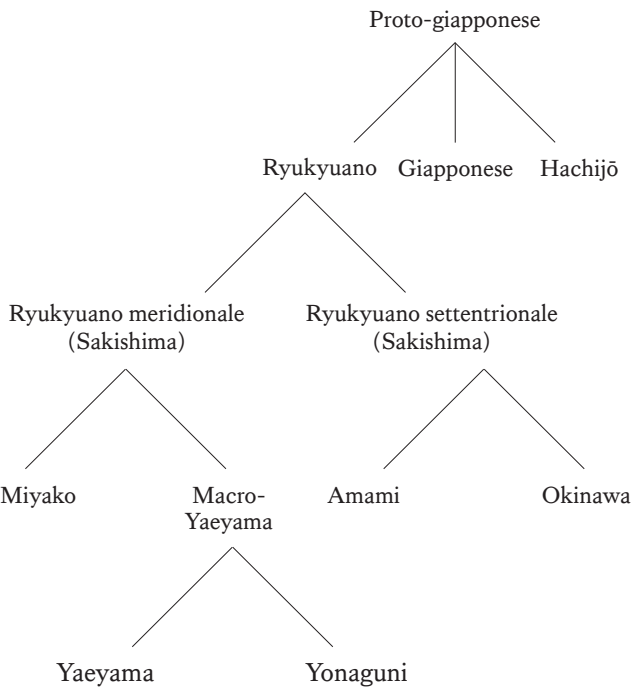 Proto-giapponese
Ryukyuano Giapponese Hachijō
Ryukyuano meridionale
(Sakishima)
Ryukyuano settentrionale
(Sakishima)
Miyako
Macro-
Yaeyama
Amami
Okinawa
Yaeyama
Yonaguni